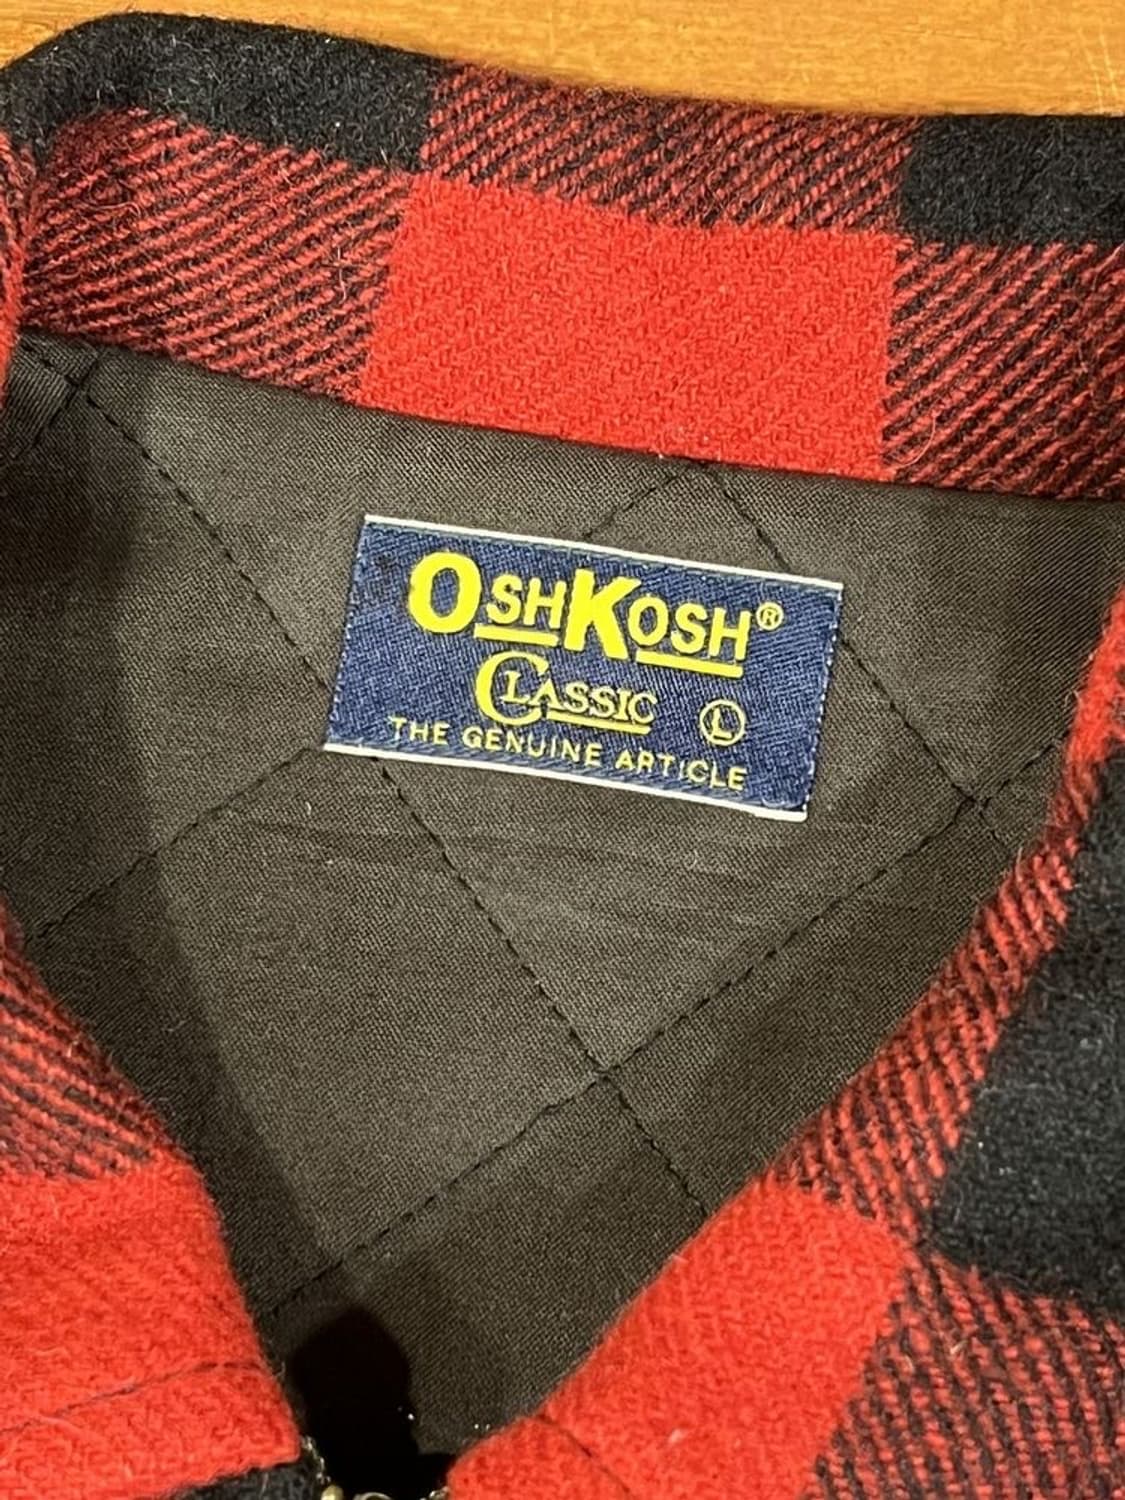 OSHKOSH®
CLASSIC Ⓛ
THE GENUINE ARTICLE